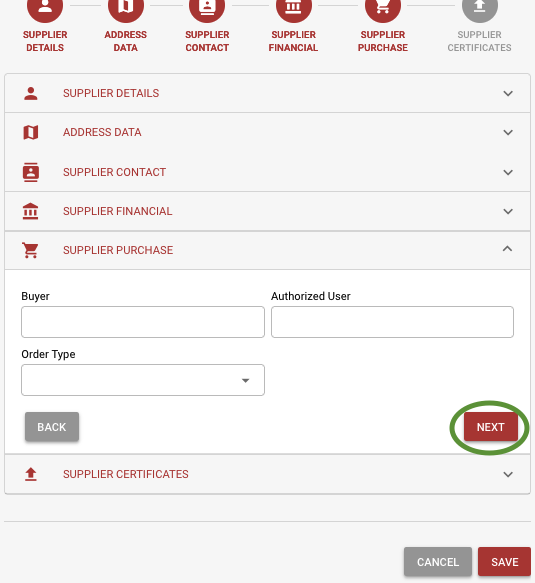 SUPPLIER DETAILS
ADDRESS DATA
SUPPLIER CONTACT
SUPPLIER FINANCIAL
SUPPLIER PURCHASE
SUPPLIER CERTIFICATES
SUPPLIER DETAILS
ADDRESS DATA
SUPPLIER CONTACT
SUPPLIER FINANCIAL
SUPPLIER PURCHASE
Buyer
Authorized User
Order Type
BACK
NEXT
SUPPLIER CERTIFICATES
CANCEL
SAVE